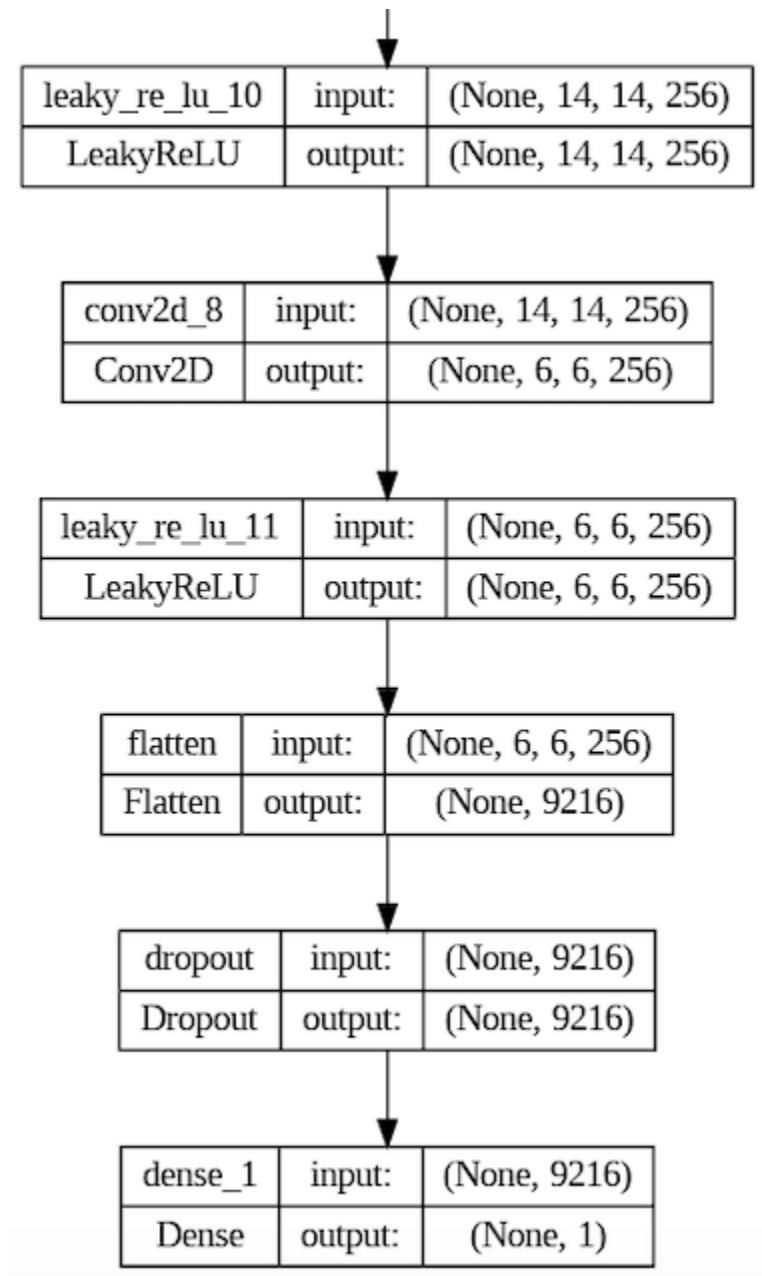 leaky_re_lu_10 input: (None, 14, 14, 256)
LeakyReLU output: (None, 14, 14, 256)
conv2d_8 input: (None, 14, 14, 256)
Conv2D output: (None, 6, 6, 256)
leaky_re_lu_11 input: (None, 6, 6, 256)
LeakyReLU output: (None, 6, 6, 256)
flatten input: (None, 6, 6, 256)
Flatten output: (None, 9216)
dropout input: (None, 9216)
Dropout output: (None, 9216)
dense_1 input: (None, 9216)
Dense output: (None, 1)